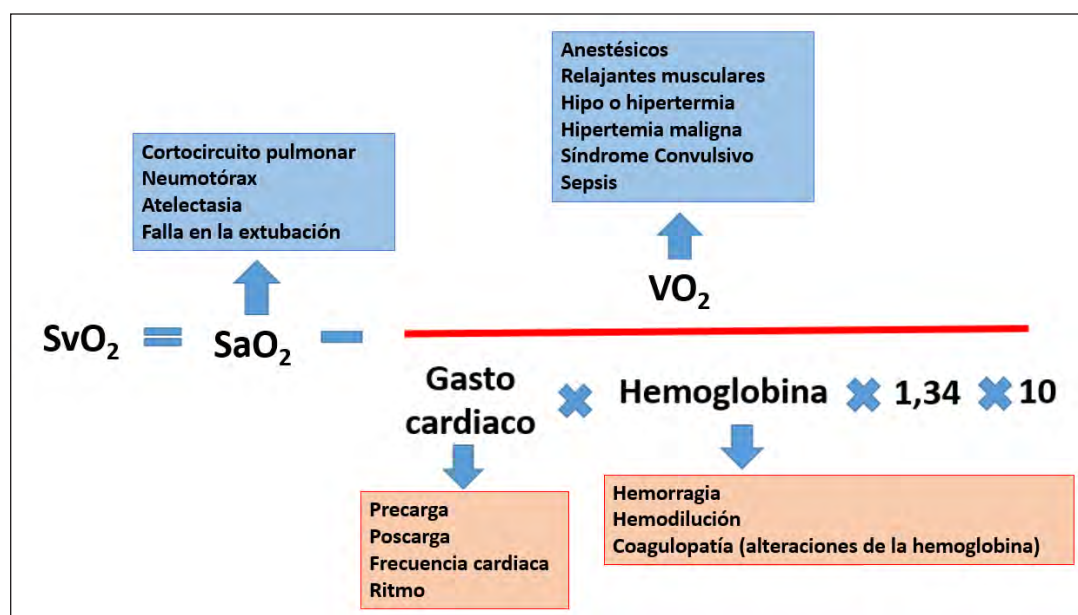 Anestésicos
Relajantes musculares
Hipo o hipertermia
Hipertemia maligna
Síndrome Convulsivo
Sepsis
Cortocircuito pulmonar
Neumotórax
Atelectasia
Falla en la extubación
VO₂
SvO₂ = SaO₂ −
Gasto
cardiaco × Hemoglobina × 1,34 × 10
Precarga
Poscarga
Frecuencia cardiaca
Ritmo
Hemorragia
Hemodilución
Coagulopatía (alteraciones de la hemoglobina)